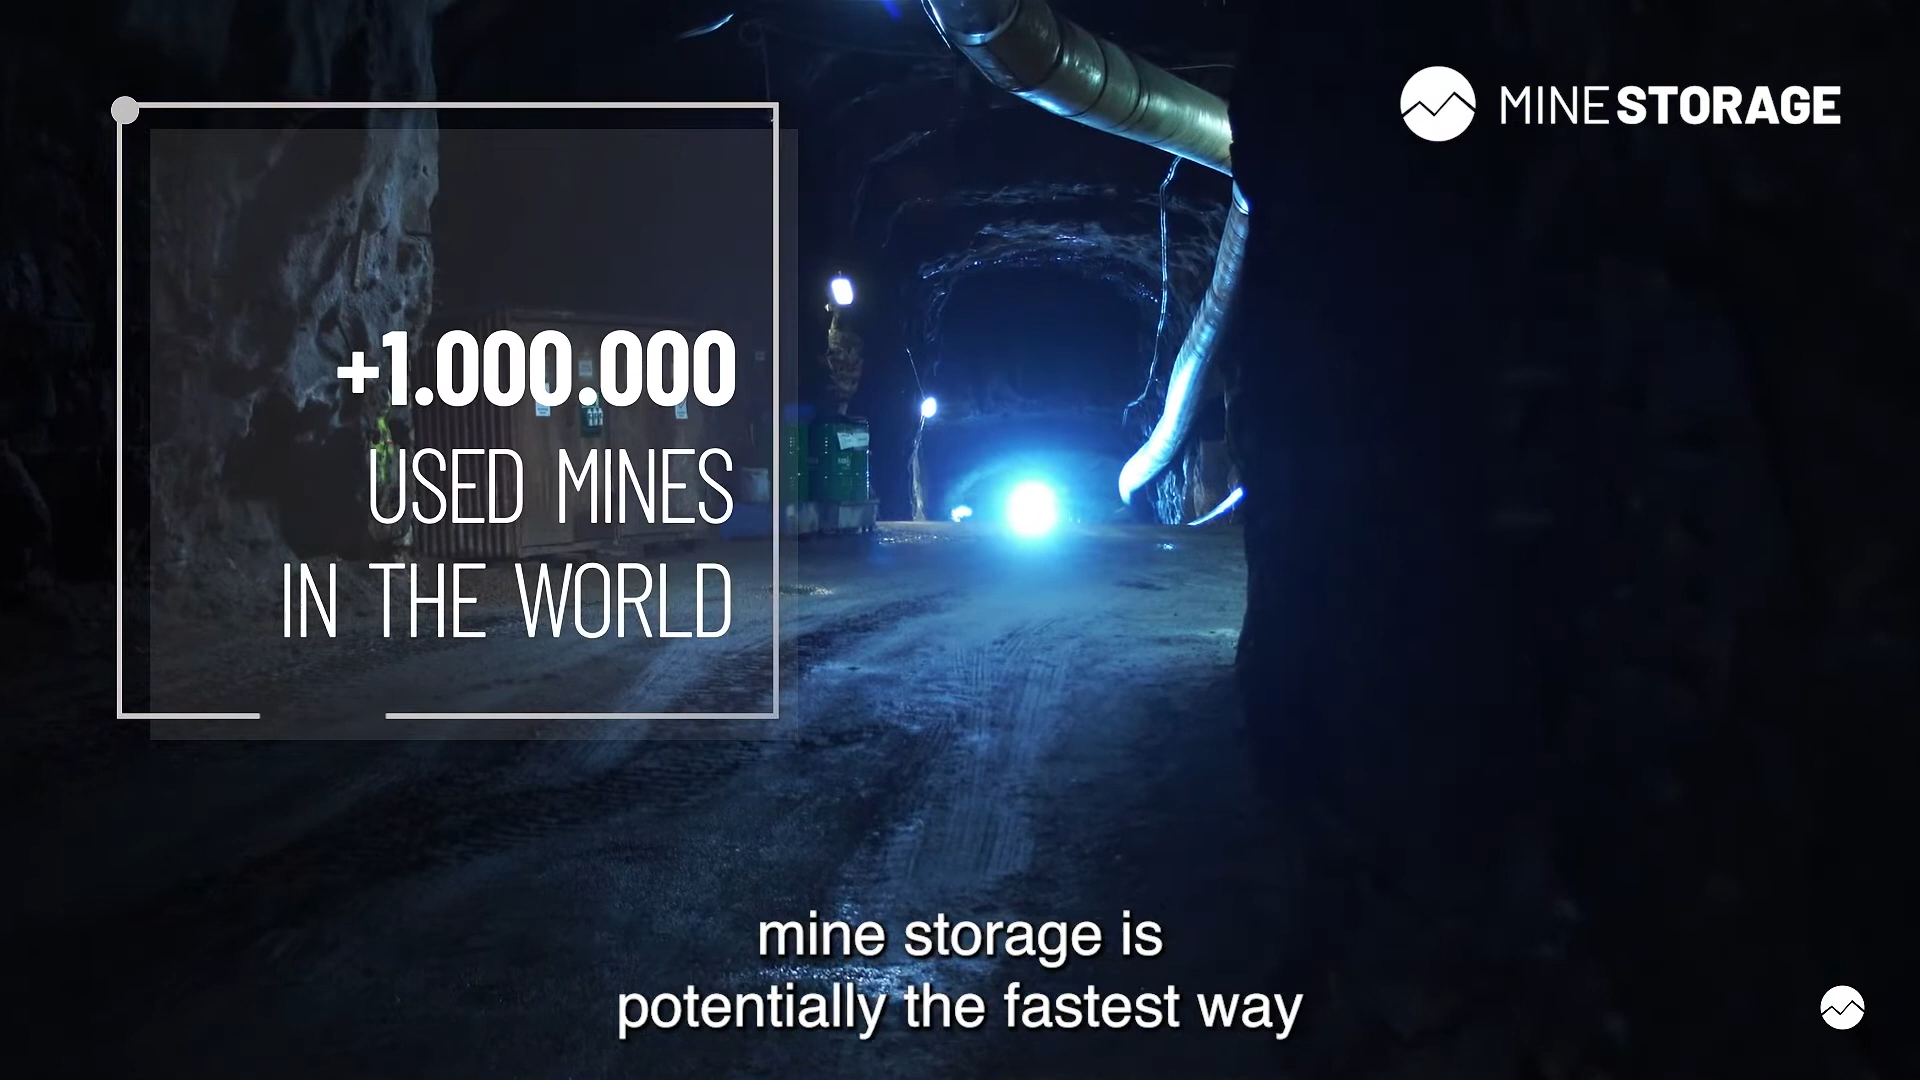 MINESTORAGE
+1.000.000
USED MINES
IN THE WORLD
mine storage is
potentially the fastest way